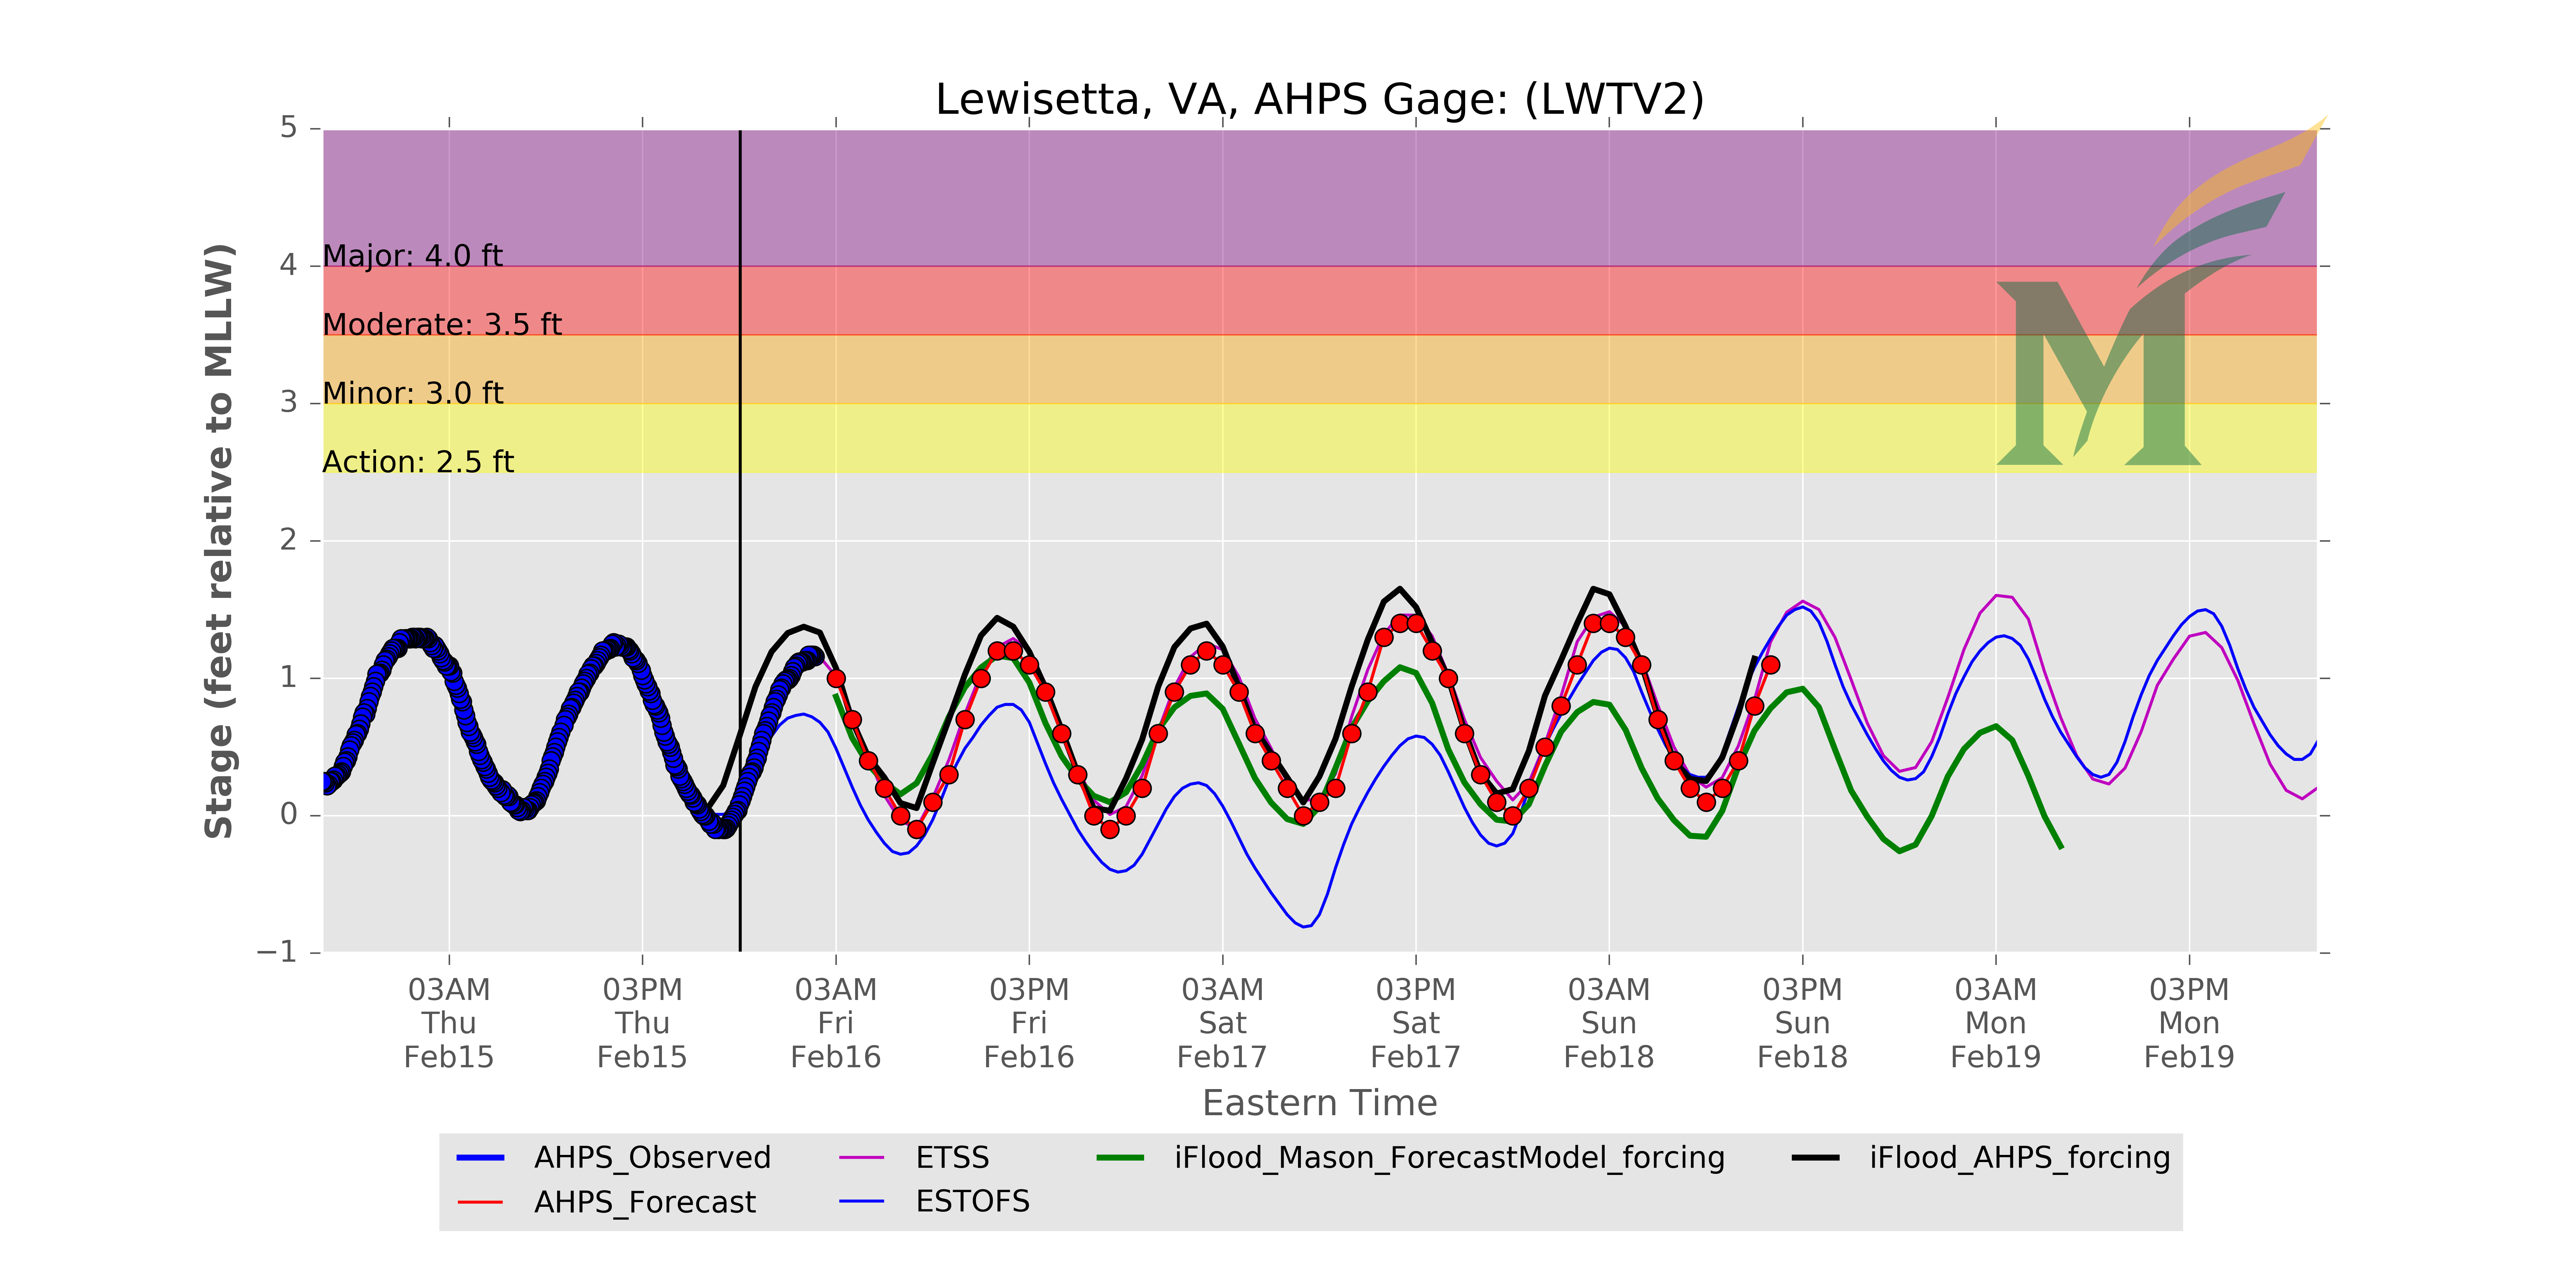 Lewisetta, VA, AHPS Gage: (LWTV2)
Stage (feet relative to MLLW)
5
4
3
2
1
0
−1
Major: 4.0 ft
Moderate: 3.5 ft
Minor: 3.0 ft
Action: 2.5 ft
03AM 03PM 03AM 03PM 03AM 03PM 03AM 03PM 03AM 03PM
Thu Thu Fri Fri Sat Sat Sun Sun Mon Mon
Feb15 Feb15 Feb16 Feb16 Feb17 Feb17 Feb18 Feb18 Feb19 Feb19
Eastern Time
AHPS_Observed ETSS iFlood_Mason_ForecastModel_forcing iFlood_AHPS_forcing
AHPS_Forecast ESTOFS
M